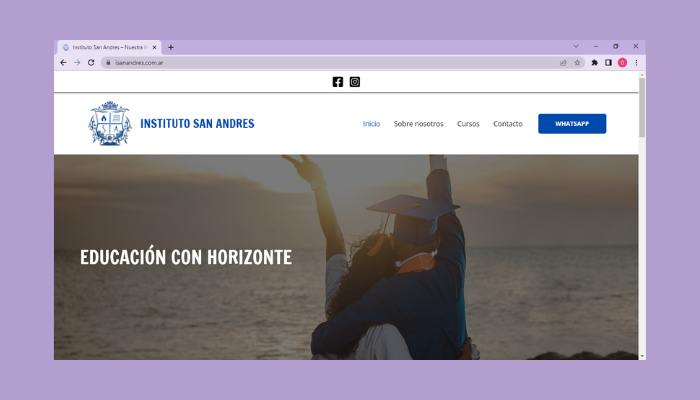 Instituto San Andres – Nuestra I
isanandres.com.ar
INSTITUTO SAN ANDRES
Inicio
Sobre nosotros
Cursos
Contacto
WHATSAPP
EDUCACIÓN CON HORIZONTE